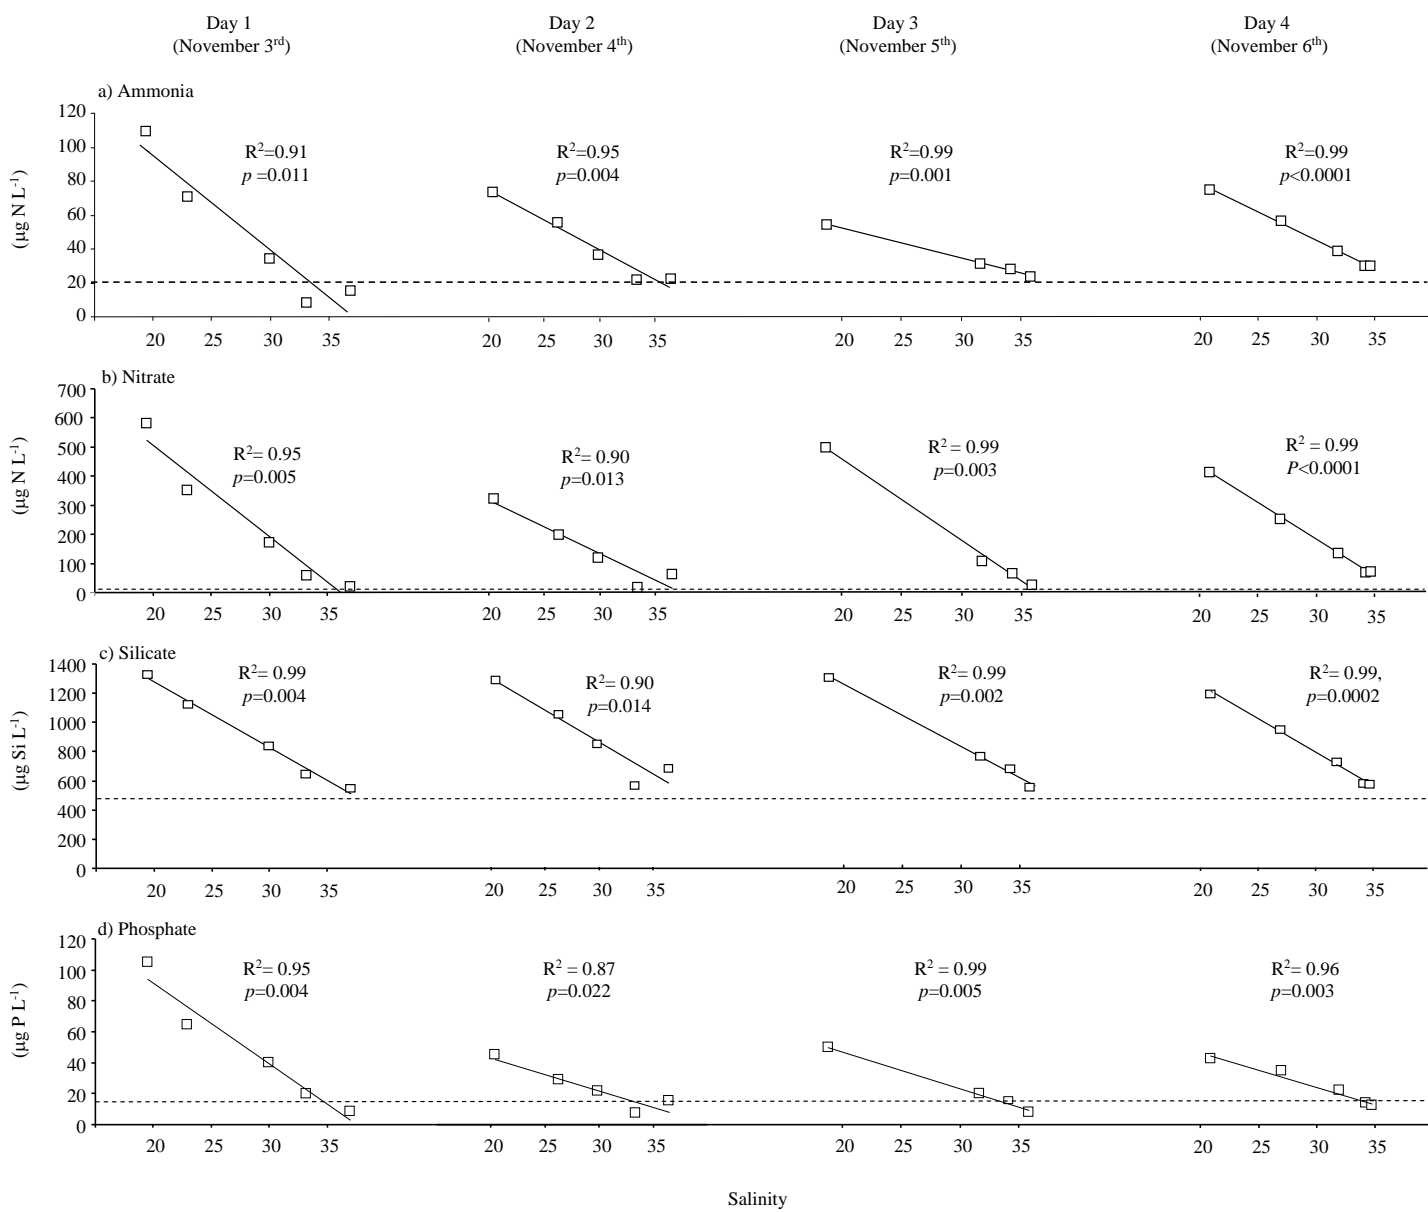 Day 1 Day 2 Day 3 Day 4
(November 3rd) (November 4th) (November 5th) (November 6th)
a) Ammonia
(µg N L-1)
120
100
80
60
40
20
0
R2=0.91 R2=0.95 R2=0.99 R2=0.99
p =0.011 p=0.004 p=0.001 p<0.0001
20 25 30 35 20 25 30 35 20 25 30 35 20 25 30 35
b) Nitrate
(µg N L-1)
700
600
500
400
300
200
100
0
R2= 0.95 R2= 0.90 R2 = 0.99 R2 = 0.99
p=0.005 p=0.013 p=0.003 P<0.0001
20 25 30 35 20 25 30 35 20 25 30 35 20 25 30 35
c) Silicate
(µg Si L-1)
1400
1200
1000
800
600
400
200
0
R2= 0.99 R2= 0.90 R2= 0.99 R2= 0.99,
p=0.004 p=0.014 p=0.002 p=0.0002
20 25 30 35 20 25 30 35 20 25 30 35 20 25 30 35
d) Phosphate
(µg P L-1)
120
100
80
60
40
20
0
R2= 0.95 R2 = 0.87 R2 = 0.99 R2 = 0.96
p=0.004 p=0.022 p=0.005 p=0.003
20 25 30 35 20 25 30 35 20 25 30 35 20 25 30 35
Salinity